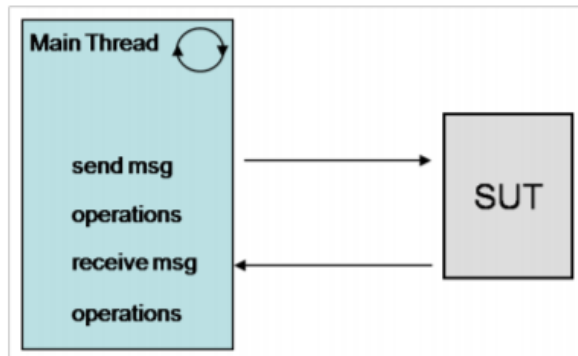 Main Thread
send msg
operations
receive msg
operations
SUT